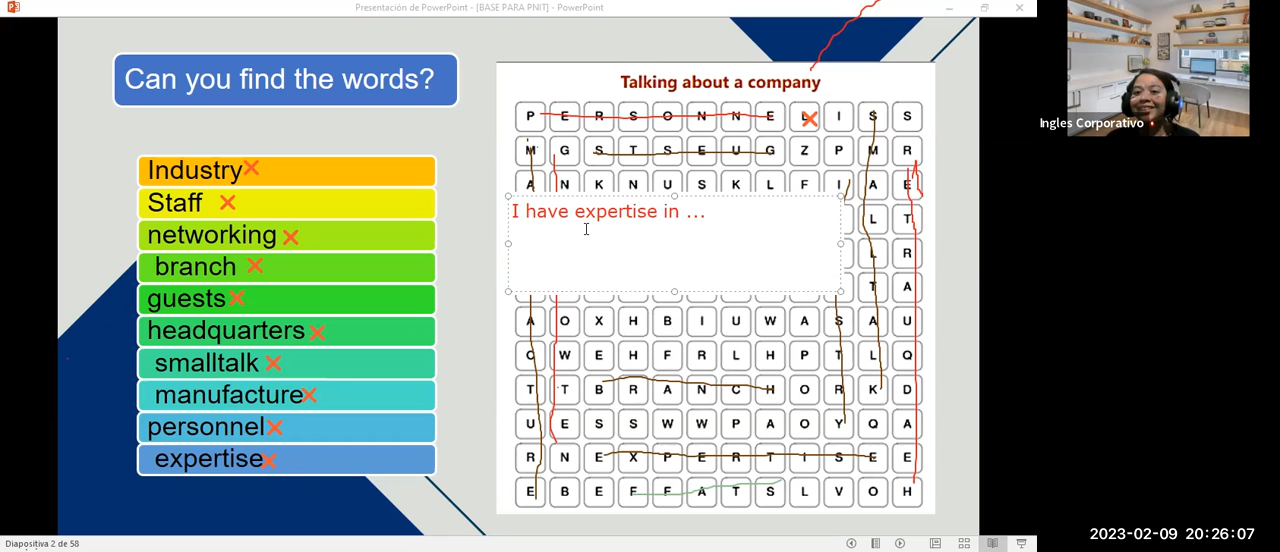 Presentación de PowerPoint - [BASE PARA PNIT] - PowerPoint
Can you find the words?
Industry
Staff
networking
branch
guests
headquarters
smalltalk
manufacture
personnel
expertise
Talking about a company
P E R S O N N E L I S S
M G S T S E U G Z P M R
A N K N U S K L F I A E
I have expertise in ...
L T
L R
T A
A O X H B I U W A S A U
C W E H F R L H P T L Q
T T B R A N C H O R K D
U E S S W W P A O Y Q A
R N E X P E R T I S E E
E B E F F A T S L V O H
Ingles Corporativo
2023-02-09 20:26:07
Diapositiva 2 de 58